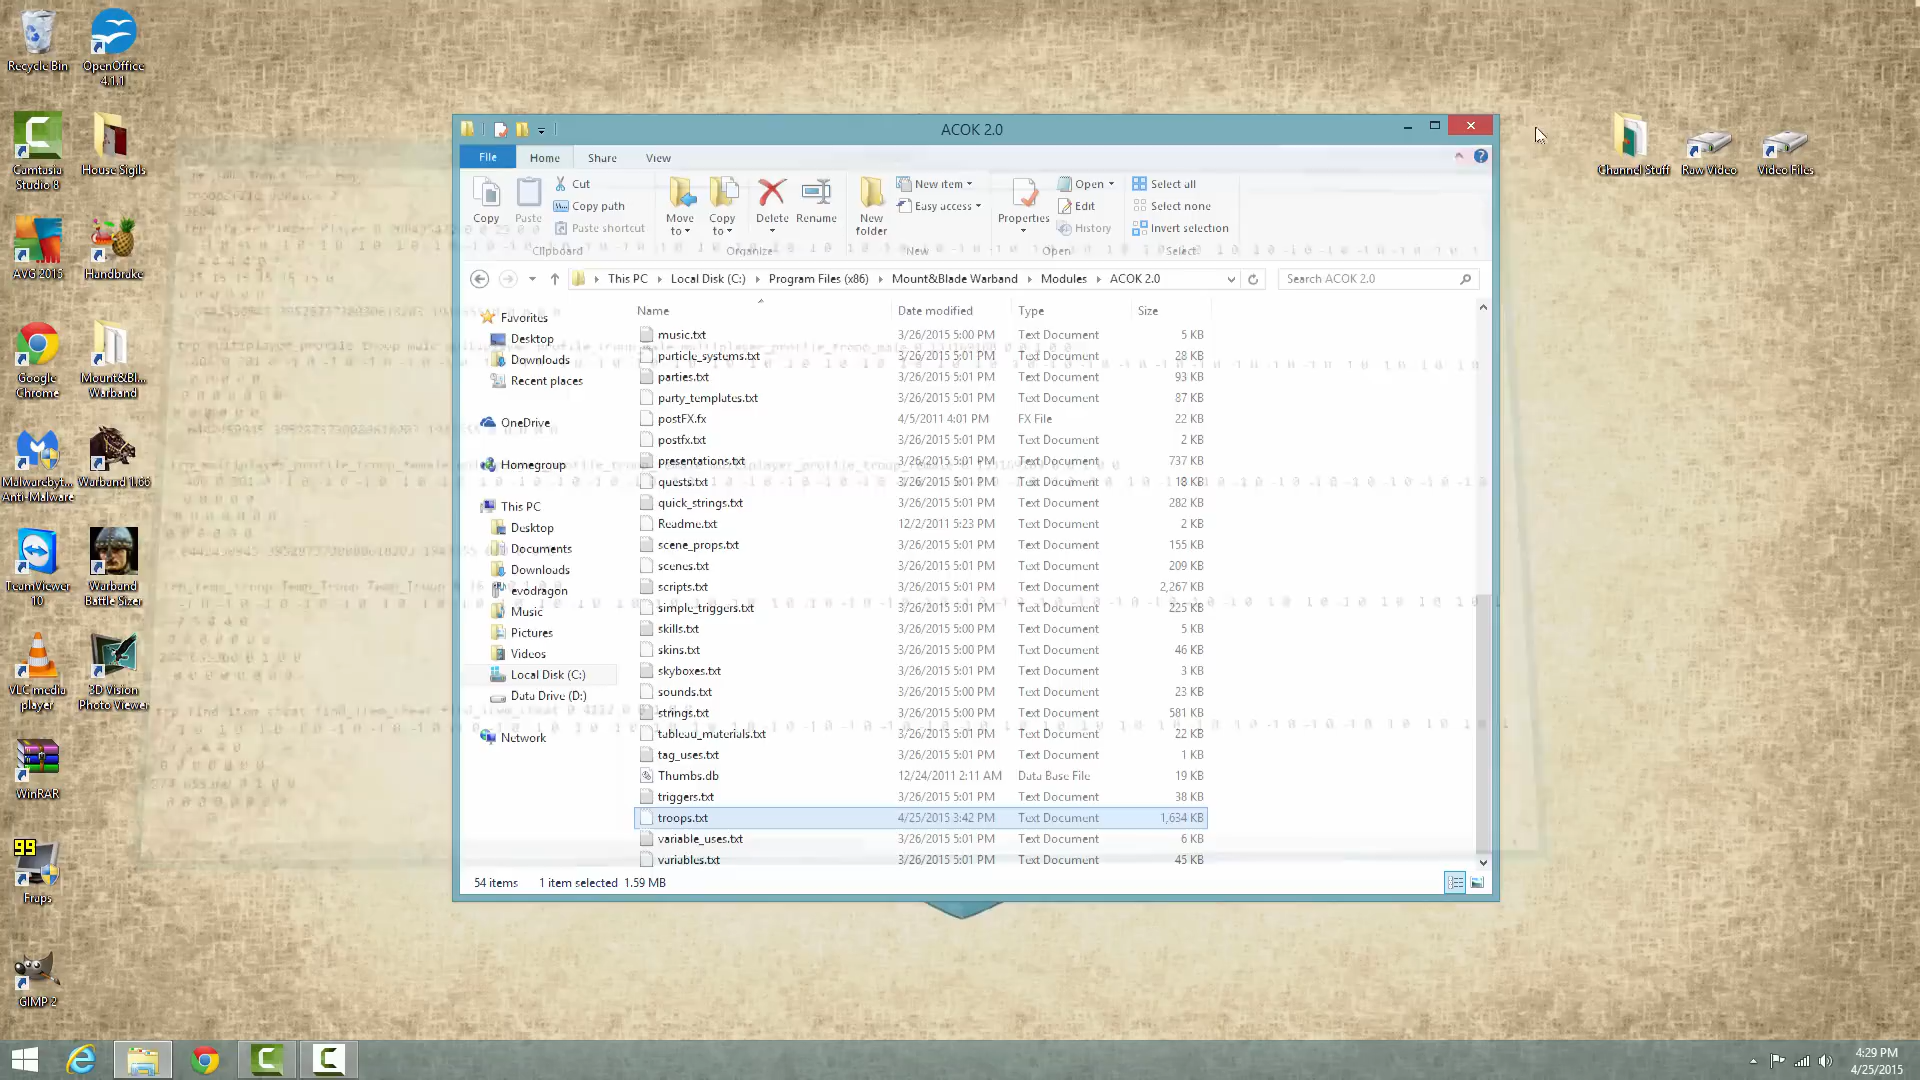 Recycle Bin
OpenOffice 4.1.1
Camtasia Studio 8
House Sigils
AVG 2015
Handbrake
Google Chrome
Mount&Bl... Warband
Malwareby... Anti-Malware
Warband 1.66
TeamViewer 10
Warband Battle Sizer
VLC media player
3D Vision Photo Viewer
WinRAR
99
Fraps
GIMP 2
Channel Stuff
Raw Video
Video Files
ACOK 2.0
File Home Share View
Copy
Paste
Cut
Copy path
Paste shortcut
Clipboard
Move to
Copy to
Delete
Rename
Organize
New folder
New item
Easy access
New
Properties
Open
Edit
History
Open
Select all
Select none
Invert selection
Select
This PC Local Disk (C:) Program Files (x86) Mount&Blade Warband Modules ACOK 2.0
Search ACOK 2.0
Favorites
Desktop
Downloads
Recent places
OneDrive
Homegroup
This PC
Desktop
Documents
Downloads
evodragon
Music
Pictures
Videos
Local Disk (C:)
Data Drive (D:)
Network
Name Date modified Type Size
music.txt 3/26/2015 5:00 PM Text Document 5 KB
particle_systems.txt 3/26/2015 5:01 PM Text Document 28 KB
parties.txt 3/26/2015 5:01 PM Text Document 93 KB
party_templates.txt 3/26/2015 5:01 PM Text Document 87 KB
postFX.fx 4/5/2011 4:01 PM FX File 22 KB
postfx.txt 3/26/2015 5:01 PM Text Document 2 KB
presentations.txt 3/26/2015 5:01 PM Text Document 737 KB
quests.txt 3/26/2015 5:01 PM Text Document 18 KB
quick_strings.txt 3/26/2015 5:01 PM Text Document 282 KB
Readme.txt 12/2/2011 5:23 PM Text Document 2 KB
scene_props.txt 3/26/2015 5:01 PM Text Document 155 KB
scenes.txt 3/26/2015 5:01 PM Text Document 209 KB
scripts.txt 3/26/2015 5:01 PM Text Document 2,267 KB
simple_triggers.txt 3/26/2015 5:01 PM Text Document 225 KB
skills.txt 3/26/2015 5:00 PM Text Document 5 KB
skins.txt 3/26/2015 5:01 PM Text Document 46 KB
skyboxes.txt 3/26/2015 5:01 PM Text Document 3 KB
sounds.txt 3/26/2015 5:01 PM Text Document 23 KB
strings.txt 3/26/2015 5:00 PM Text Document 581 KB
tableau_materials.txt 3/26/2015 5:01 PM Text Document 22 KB
tag_uses.txt 3/26/2015 5:01 PM Text Document 1 KB
Thumbs.db 12/24/2011 2:11 AM Data Base File 19 KB
triggers.txt 3/26/2015 5:01 PM Text Document 38 KB
troops.txt 4/25/2015 3:42 PM Text Document 1,634 KB
variable_uses.txt 3/26/2015 5:01 PM Text Document 6 KB
variables.txt 3/26/2015 5:01 PM Text Document 45 KB
54 items 1 item selected 1.59 MB
4:29 PM
4/25/2015